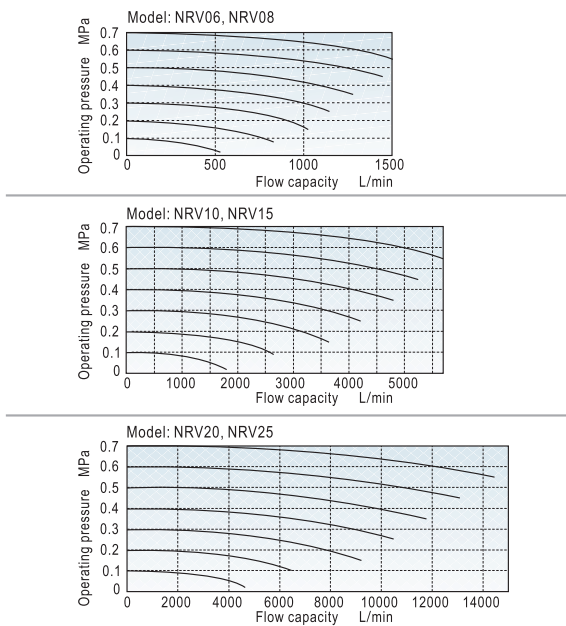 Model: NRV06, NRV08
Operating pressure MPa
0.7
0.6
0.5
0.4
0.3
0.2
0.1
0
0 500 1000 1500
Flow capacity L/min
Model: NRV10, NRV15
Operating pressure MPa
0.7
0.6
0.5
0.4
0.3
0.2
0.1
0
0 1000 2000 3000 4000 5000
Flow capacity L/min
Model: NRV20, NRV25
Operating pressure MPa
0.7
0.6
0.5
0.4
0.3
0.2
0.1
0
0 2000 4000 6000 8000 10000 12000 14000
Flow capacity L/min